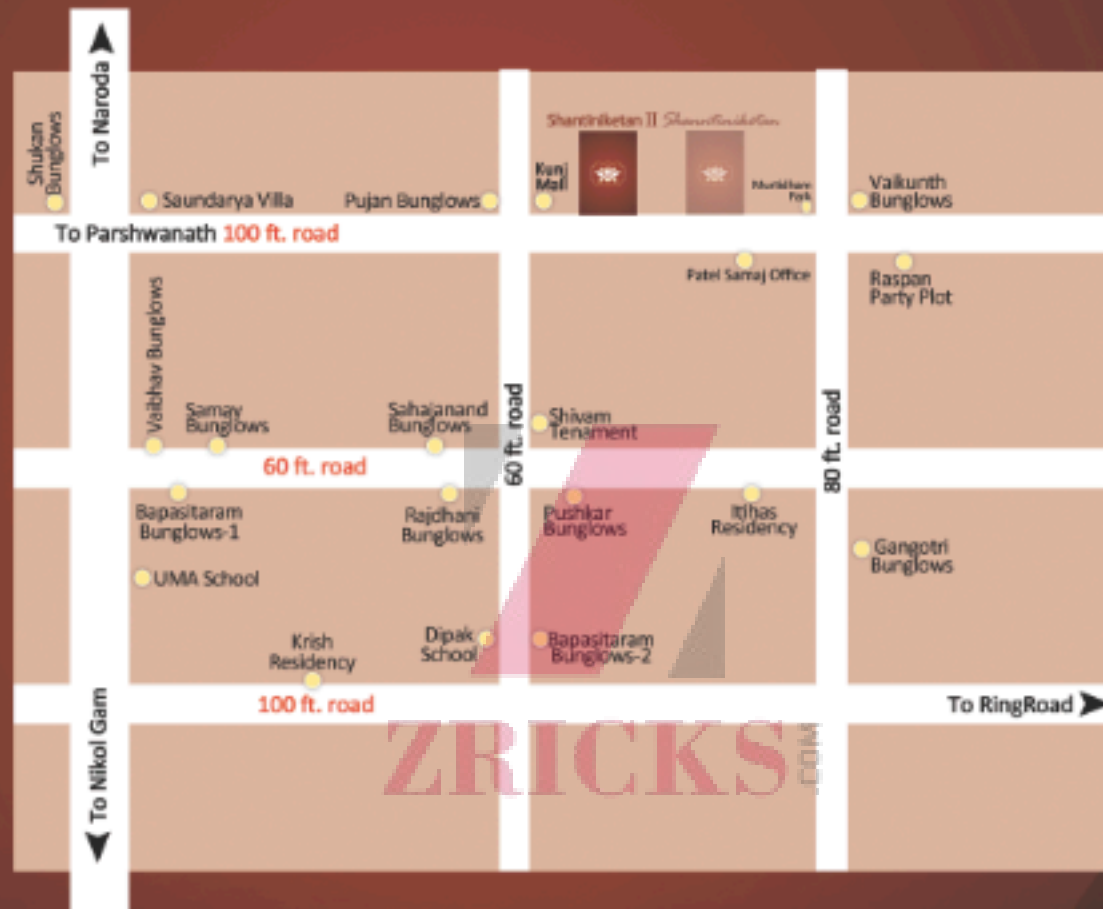 To Naroda
Shukan
Bunglows
Saundarya Villa
Pujan Bunglows
Shantiniketan II
Kunj
Mall
Park
Vaikunth
Bunglows
To Parshwanath 100 ft. road
Patel Samaj Office
Raspan
Party Plot
Vaibhav Bunglows
Samay
Bunglows
Sahajanand
Bunglows
Shivam
Tenament
60 ft. road
60 ft. road
80 ft. road
Bapasitaram
Bunglows-1
Rajdhani
Bunglows
Pushkar
Bunglows
Itihas
Residency
Gangotri
Bunglows
UMA School
Krish
Residency
Dipak
School
Bapasitaram
Bunglows-2
100 ft. road
To RingRoad
To Nikol Gam
ZRICKS
.COM